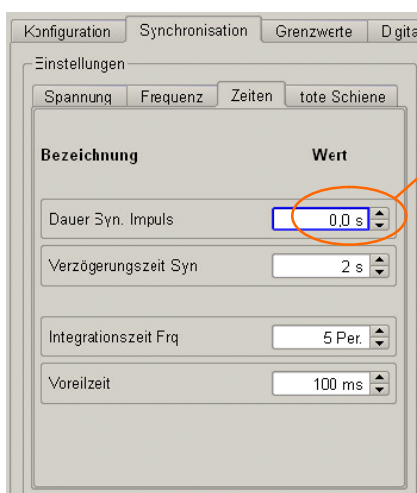 Konfiguration Synchronisation Grenzwerte Digita
Einstellungen
Spannung Frequenz Zeiten tote Schiene
Bezeichnung Wert
Dauer Syn. Impuls 0,0 s
Verzögerungszeit Syn 2 s
Integrationszeit Frq 5 Per.
Voreilzeit 100 ms